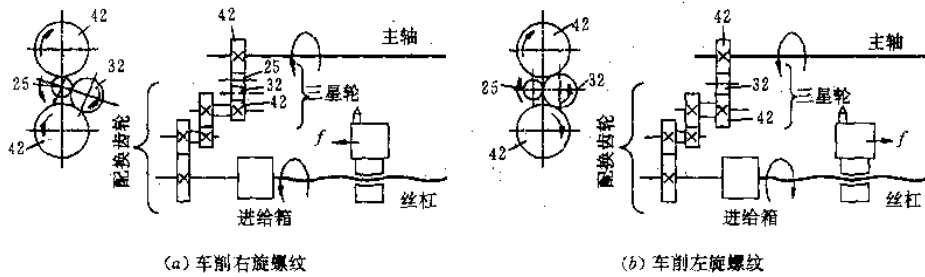 42
32
25
42
42
主轴
25
32
42
三星轮
配换齿轮
f
进给箱
丝杠
(a) 车削右旋螺纹
42
32
25
42
42
主轴
32
42
三星轮
配换齿轮
f
进给箱
丝杠
(b) 车削左旋螺纹